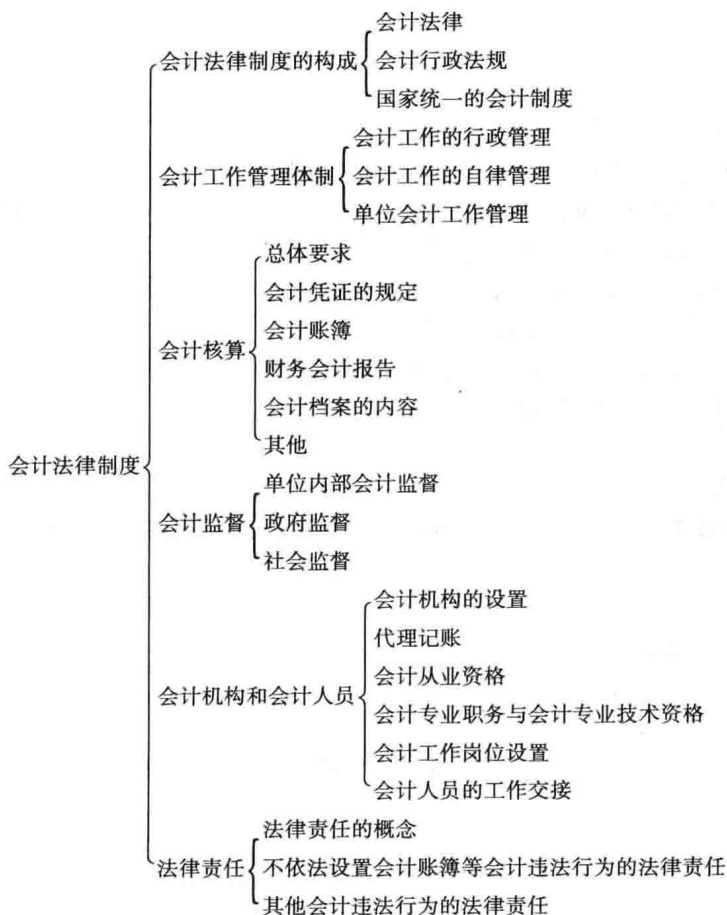 会计法律
会计法律制度的构成
会计行政法规
国家统一的会计制度
会计工作的行政管理
会计工作管理体制
会计工作的自律管理
单位会计工作管理
总体要求
会计凭证的规定
会计账簿
会计核算
财务会计报告
会计档案的内容
其他
会计法律制度
单位内部会计监督
会计监督
政府监督
社会监督
会计机构的设置
代理记账
会计从业资格
会计机构和会计人员
会计专业职务与会计专业技术资格
会计工作岗位设置
会计人员的工作交接
法律责任的概念
法律责任
不依法设置会计账簿等会计违法行为的法律责任
其他会计违法行为的法律责任